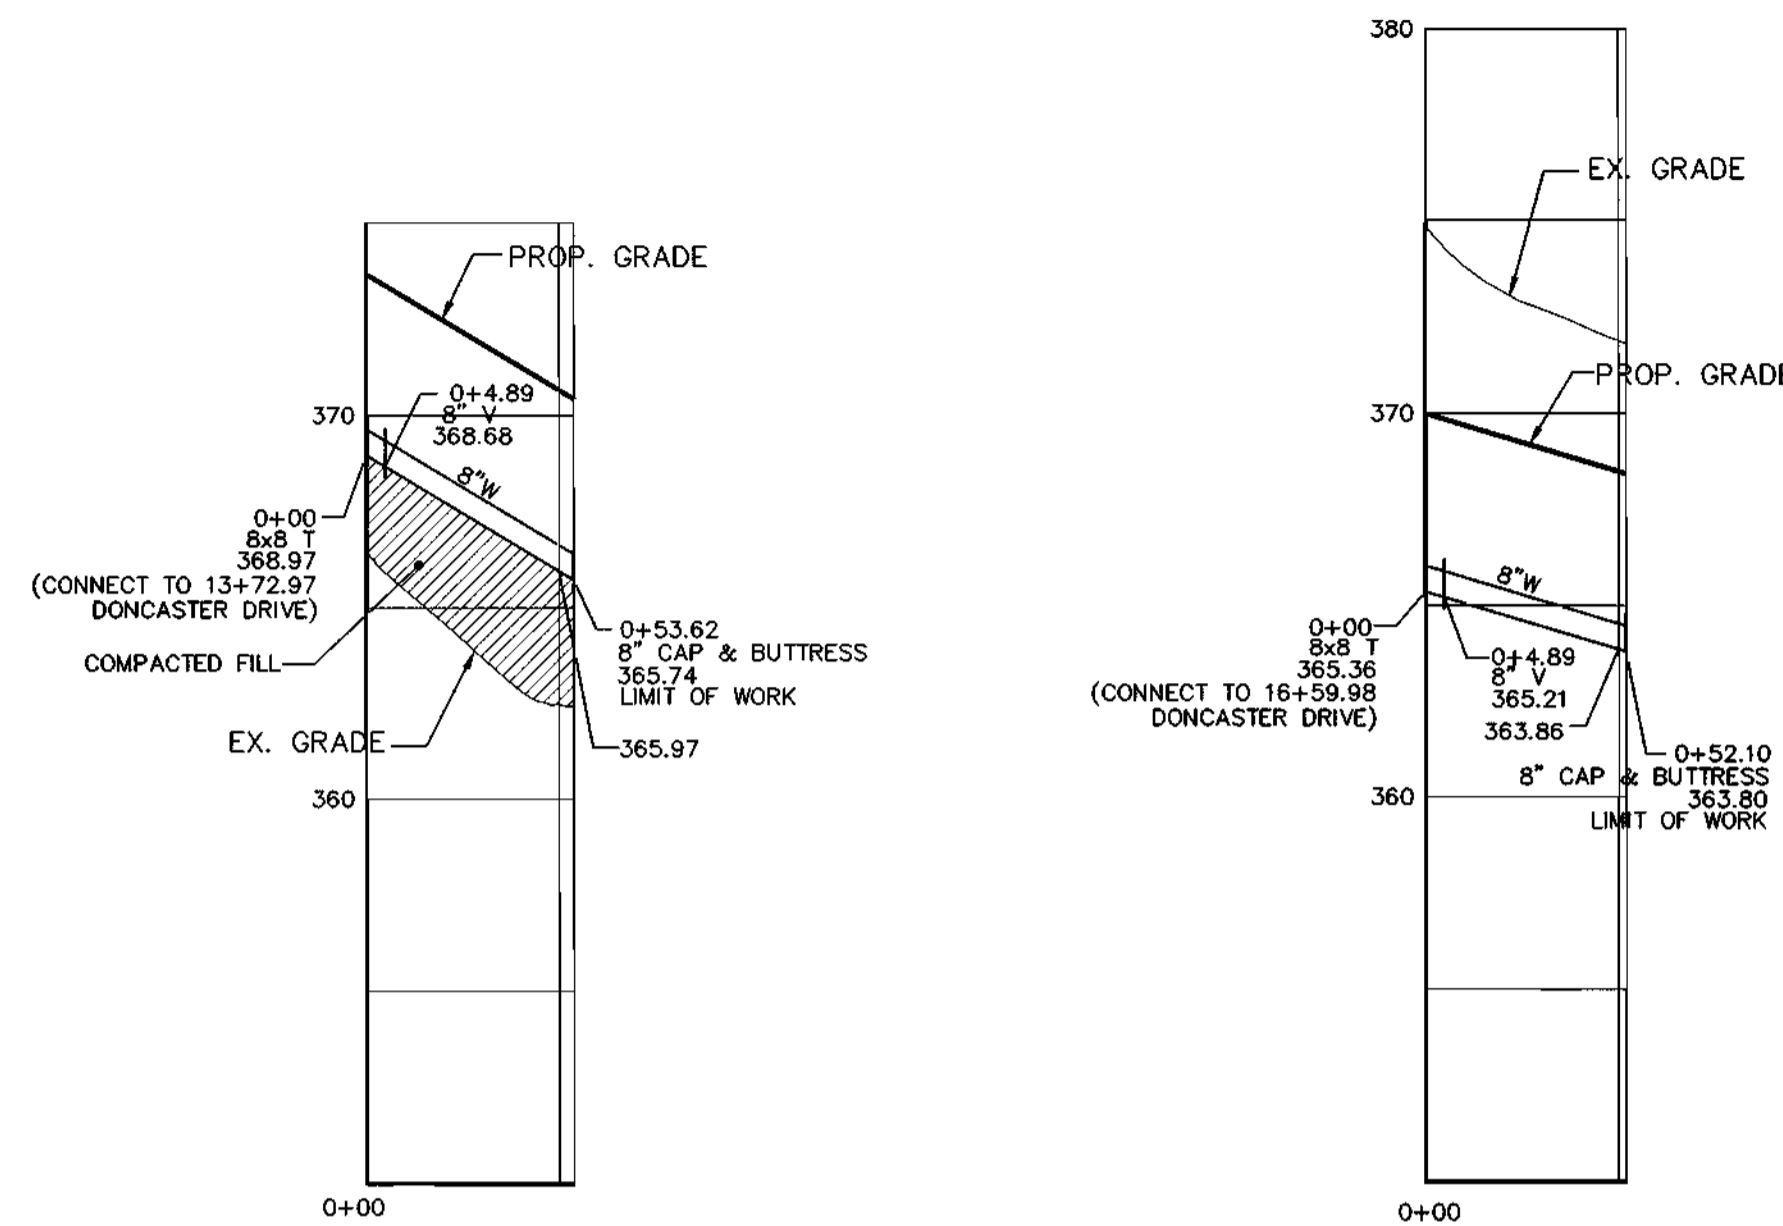 PROP. GRADE
0+4.89
8" V
368.68
370
8"W
0+00
8x8 T
368.97
(CONNECT TO 13+72.97
DONCASTER DRIVE)
COMPACTED FILL
0+53.62
8" CAP & BUTTRESS
365.74
LIMIT OF WORK
EX. GRADE
365.97
360
0+00
380
EX. GRADE
PROP. GRADE
370
8"W
0+00
8x8 T
365.36
(CONNECT TO 16+59.98
DONCASTER DRIVE)
0+4.89
8" V
365.21
363.86
0+52.10
8" CAP & BUTTRESS
363.80
LIMIT OF WORK
360
0+00